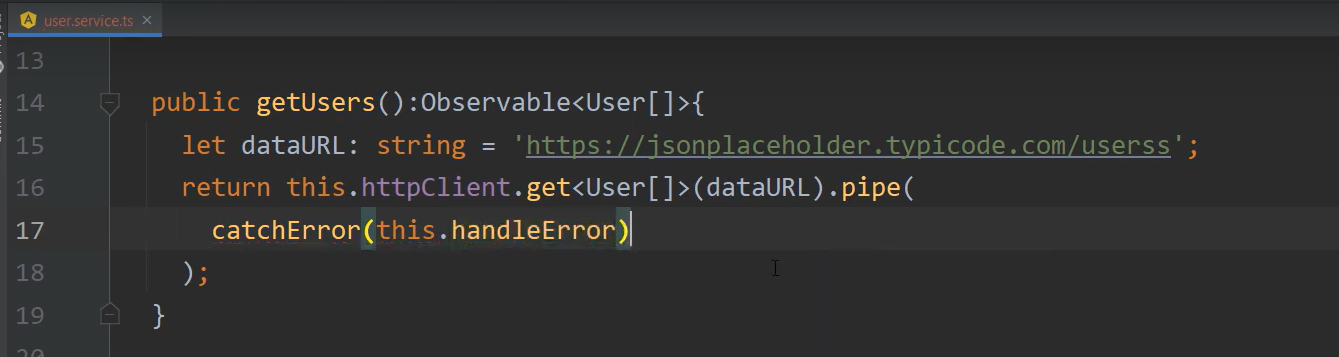 user.service.ts
13
14 public getUsers():Observable<User[]>{
15 let dataURL: string = 'https://jsonplaceholder.typicode.com/userss';
16 return this.httpClient.get<User[]>(dataURL).pipe(
17 catchError(this.handleError)
18 );
19 }
20